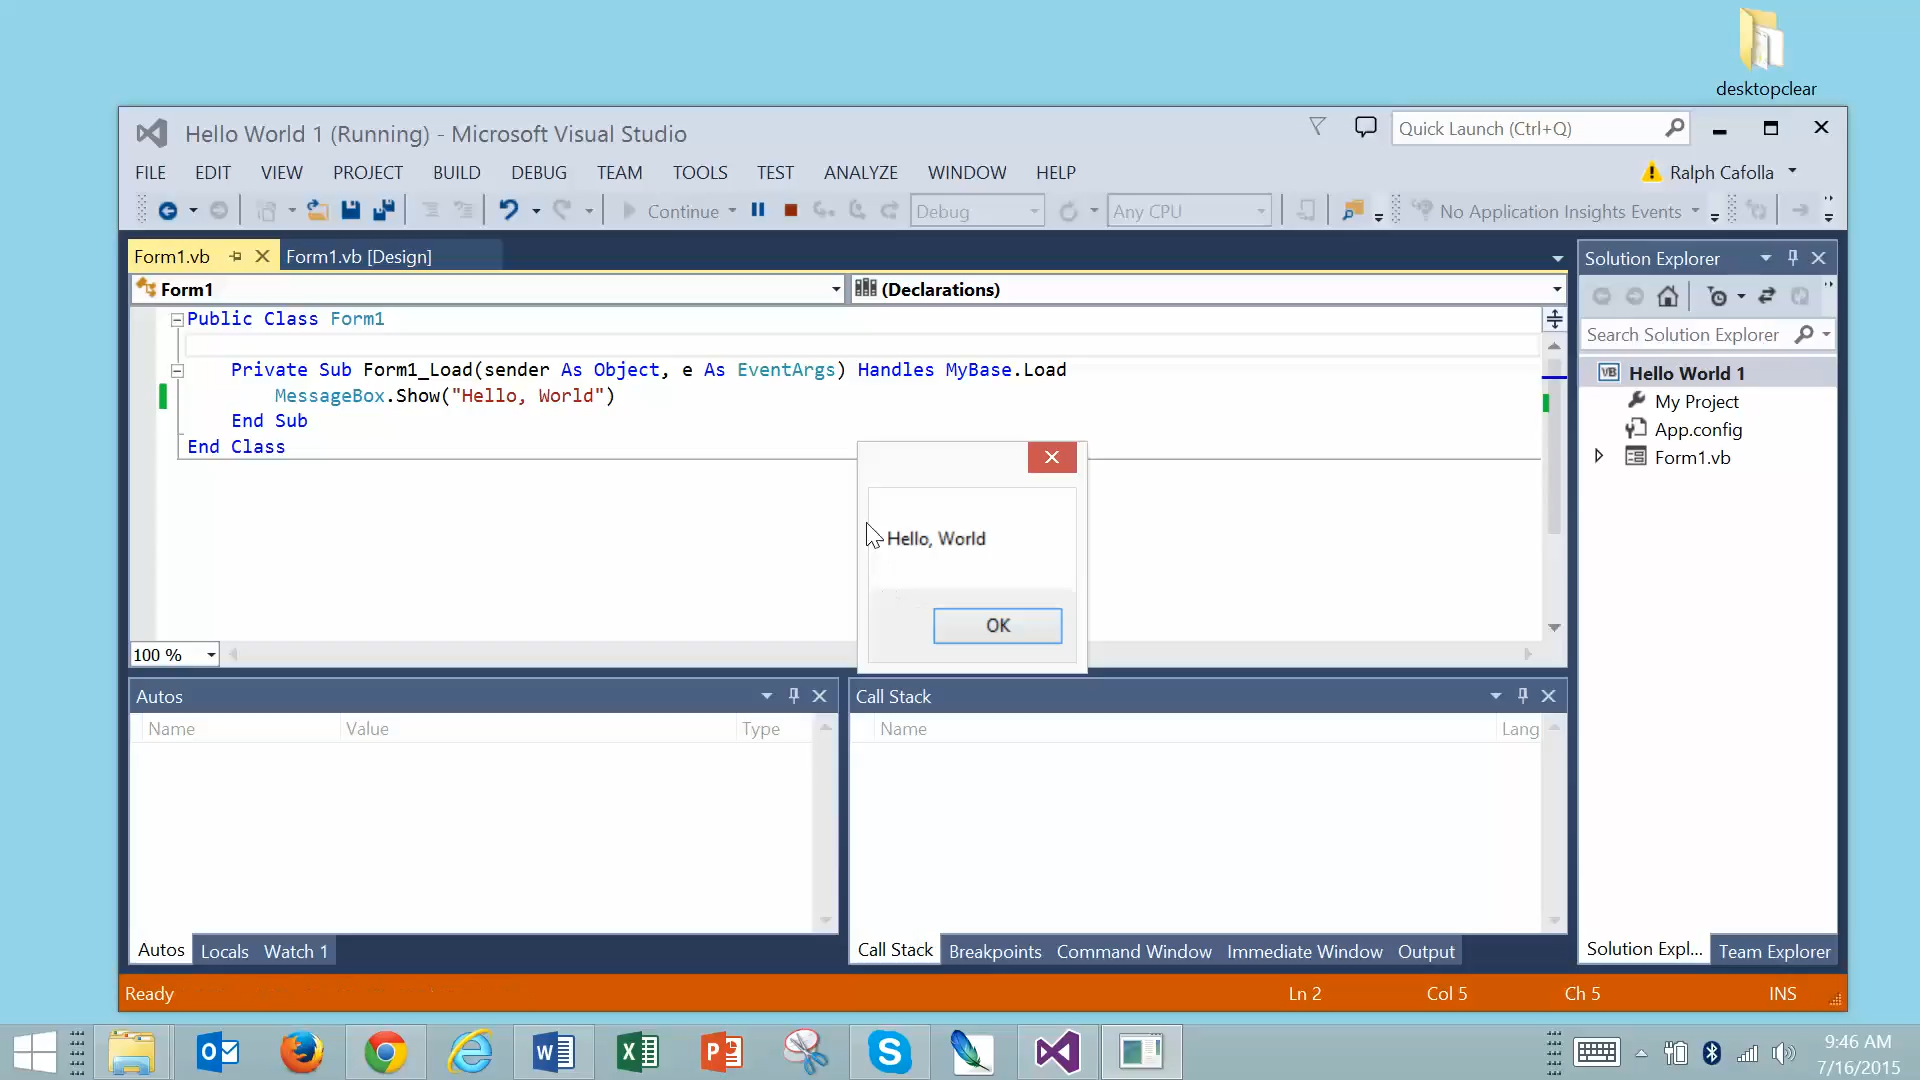 desktopclear
Hello World 1 (Running) - Microsoft Visual Studio
Quick Launch (Ctrl+Q)
FILE EDIT VIEW PROJECT BUILD DEBUG TEAM TOOLS TEST ANALYZE WINDOW HELP
Ralph Cafolla
Continue Debug Any CPU No Application Insights Events
Form1.vb Form1.vb [Design]
Solution Explorer
Form1 (Declarations)
Public Class Form1
Search Solution Explorer
Private Sub Form1_Load(sender As Object, e As EventArgs) Handles MyBase.Load
MessageBox.Show("Hello, World")
End Sub
End Class
VB Hello World 1
My Project
App.config
Form1.vb
Hello, World
OK
100 %
Autos
Name Value Type
Call Stack
Name Lang
Autos Locals Watch 1
Call Stack Breakpoints Command Window Immediate Window Output
Solution Expl... Team Explorer
Ready Ln 2 Col 5 Ch 5 INS
9:46 AM
7/16/2015